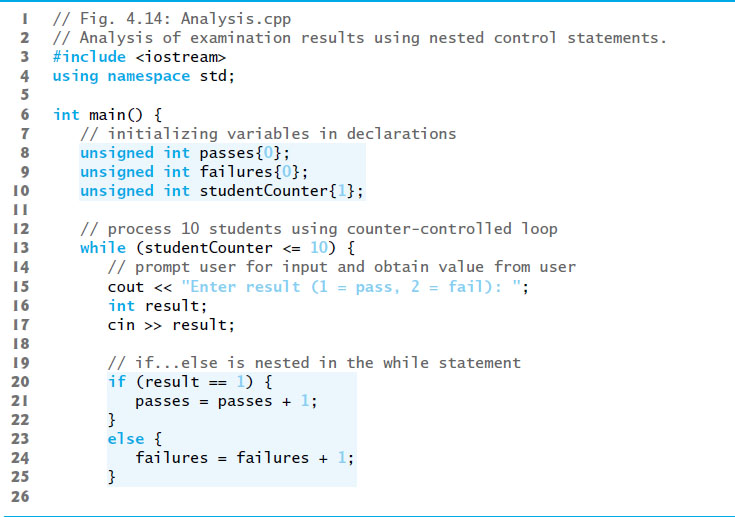 1 // Fig. 4.14: Analysis.cpp
2 // Analysis of examination results using nested control statements.
3 #include <iostream>
4 using namespace std;
5
6 int main() {
7 // initializing variables in declarations
8 unsigned int passes{0};
9 unsigned int failures{0};
10 unsigned int studentCounter{1};
11
12 // process 10 students using counter-controlled loop
13 while (studentCounter <= 10) {
14 // prompt user for input and obtain value from user
15 cout << "Enter result (1 = pass, 2 = fail): ";
16 int result;
17 cin >> result;
18
19 // if...else is nested in the while statement
20 if (result == 1) {
21 passes = passes + 1;
22 }
23 else {
24 failures = failures + 1;
25 }
26